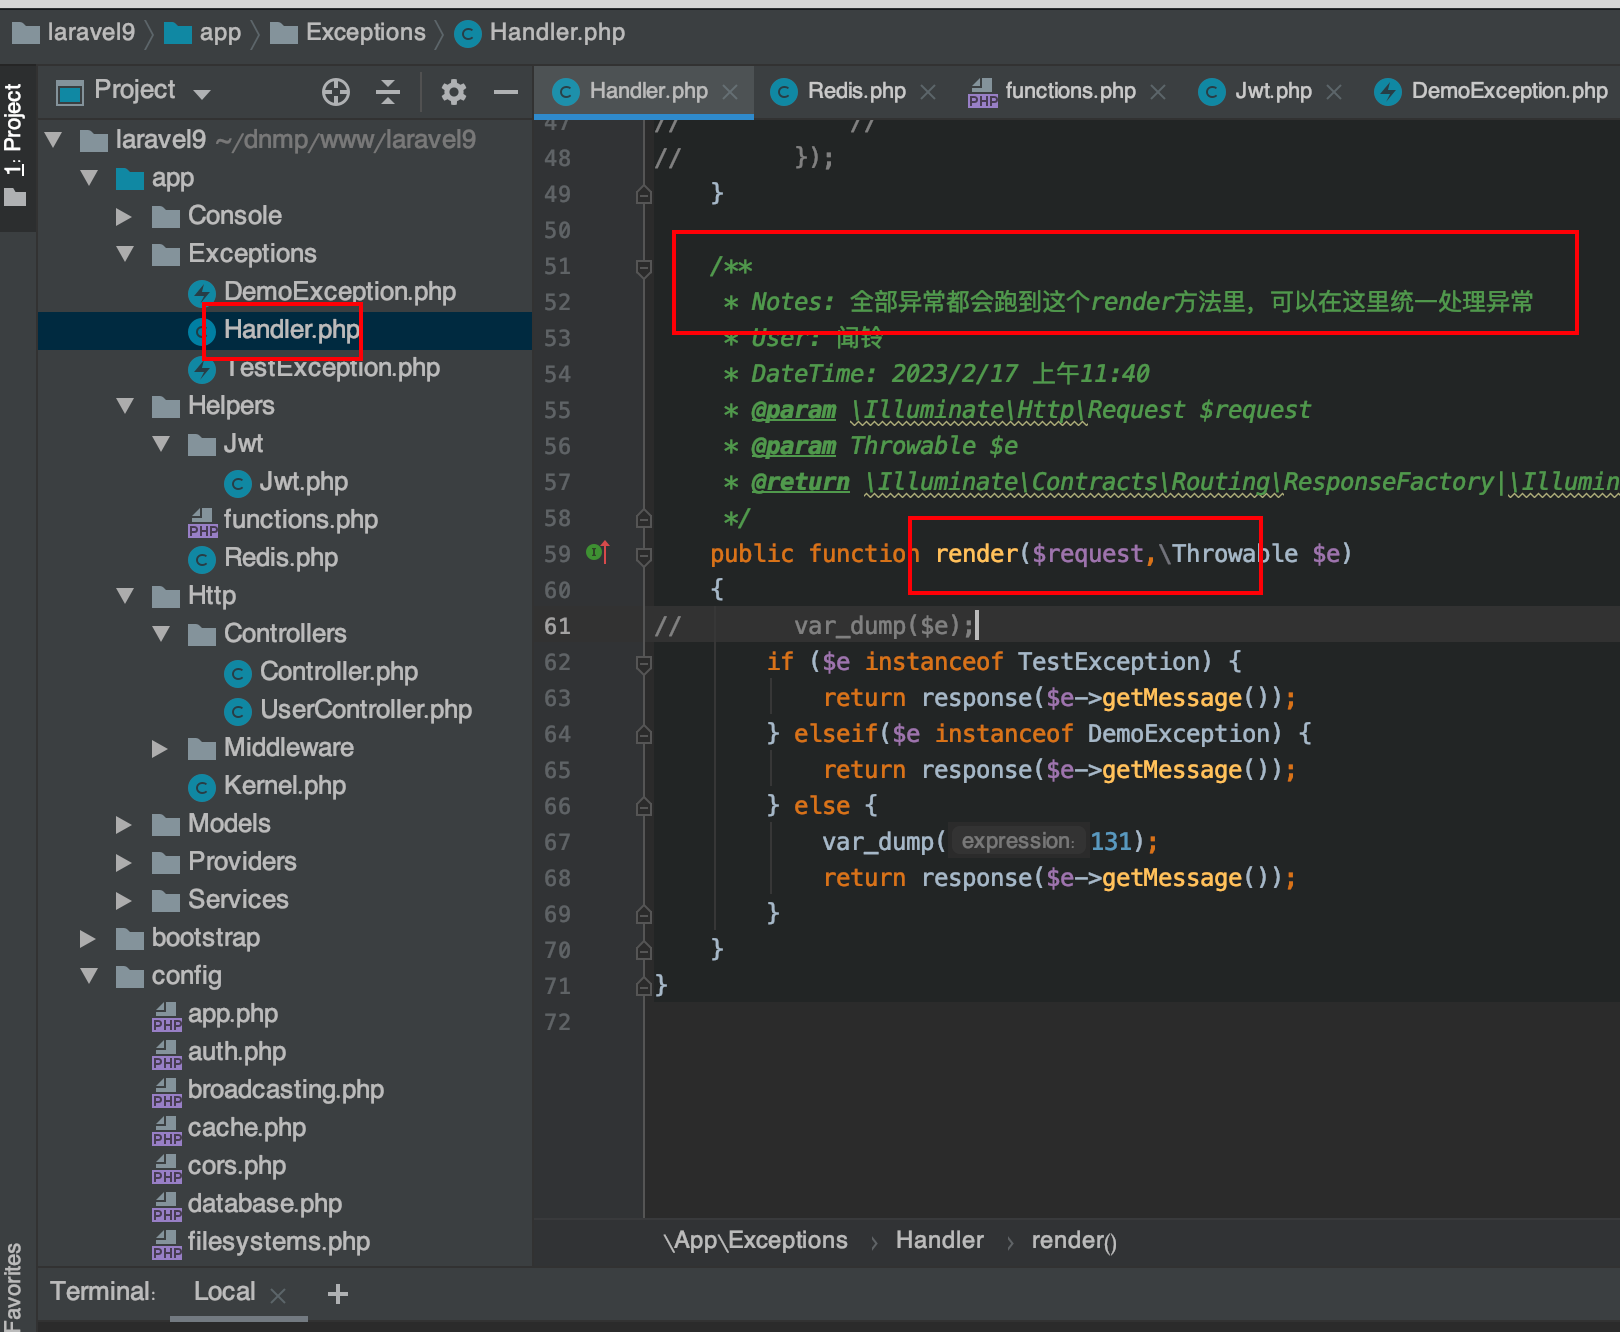 laravel9 app Exceptions Handler.php
Project
Handler.php Redis.php functions.php Jwt.php DemoException.php
1: Project
laravel9 ~/dnmp/www/laravel9
app
Console
Exceptions
DemoException.php
Handler.php
TestException.php
Helpers
Jwt
Jwt.php
functions.php
Redis.php
Http
Controllers
Controller.php
UserController.php
Middleware
Kernel.php
Models
Providers
Services
bootstrap
config
app.php
auth.php
broadcasting.php
cache.php
cors.php
database.php
filesystems.php
Favorites
47 // //
48 // });
49 }
50
51 /**
52 * Notes: 全部异常都会跑到这个render方法里，可以在这里统一处理异常
53 * User: 闻铃
54 * DateTime: 2023/2/17 上午11:40
55 * @param \Illuminate\Http\Request $request
56 * @param Throwable $e
57 * @return \Illuminate\Contracts\Routing\ResponseFactory|\Illumin
58 */
59 public function render($request,\Throwable $e)
60 {
61 // var_dump($e);
62 if ($e instanceof TestException) {
63 return response($e->getMessage());
64 } elseif($e instanceof DemoException) {
65 return response($e->getMessage());
66 } else {
67 var_dump( expression: 131);
68 return response($e->getMessage());
69 }
70 }
71 }
72
\App\Exceptions › Handler › render()
Terminal: Local +